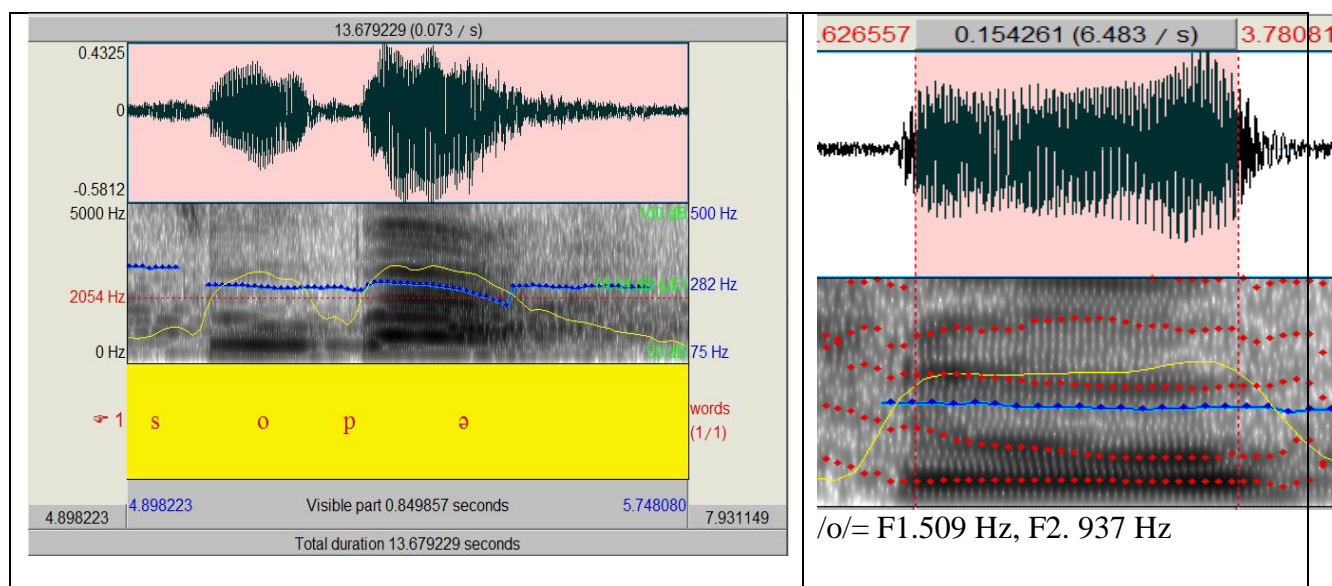 13.679229 (0.073 / s)
0.4325
0
-0.5812
5000 Hz 100 dB 500 Hz
282 Hz
2054 Hz
0 Hz 50 dB 75 Hz
☞ 1 s o d ə words
(1/1)
4.898223 Visible part 0.849857 seconds 5.748080
4.898223 7.931149
Total duration 13.679229 seconds
.626557 0.154261 (6.483 / s) 3.78081
/o/= F1.509 Hz, F2. 937 Hz